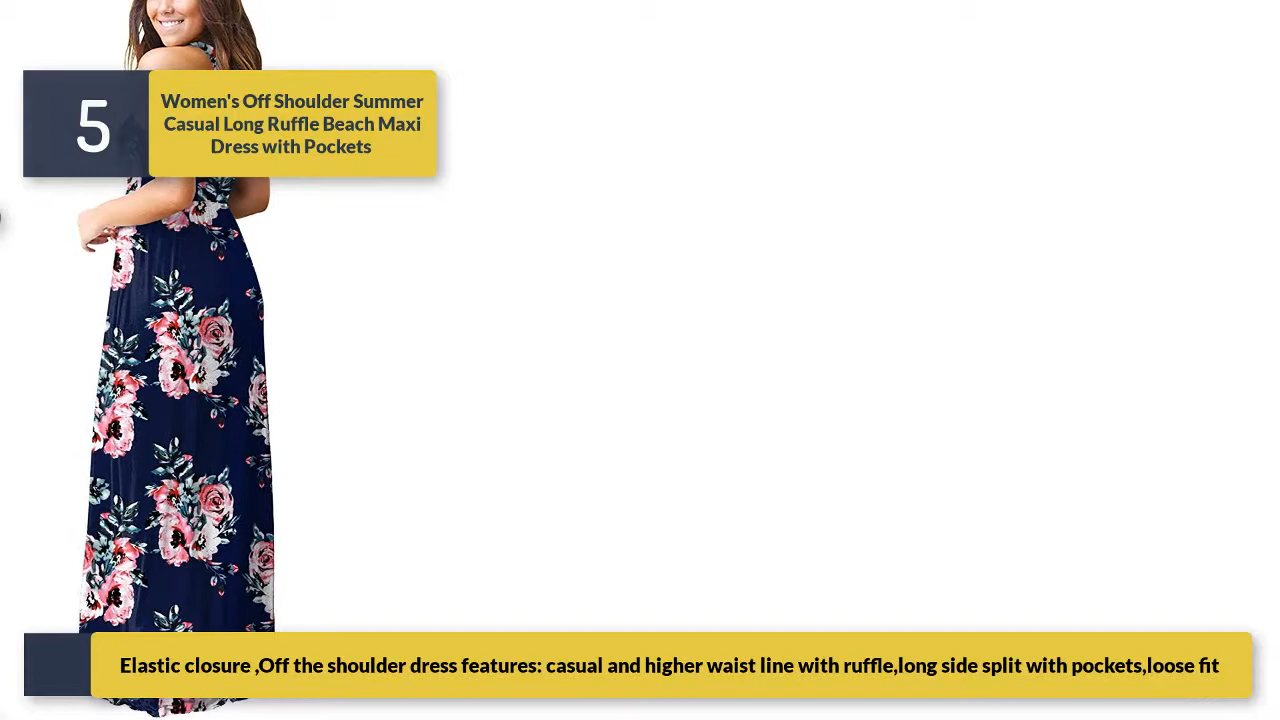 5
Women's Off Shoulder Summer
Casual Long Ruffle Beach Maxi
Dress with Pockets
Elastic closure ,Off the shoulder dress features: casual and higher waist line with ruffle,long side split with pockets,loose fit